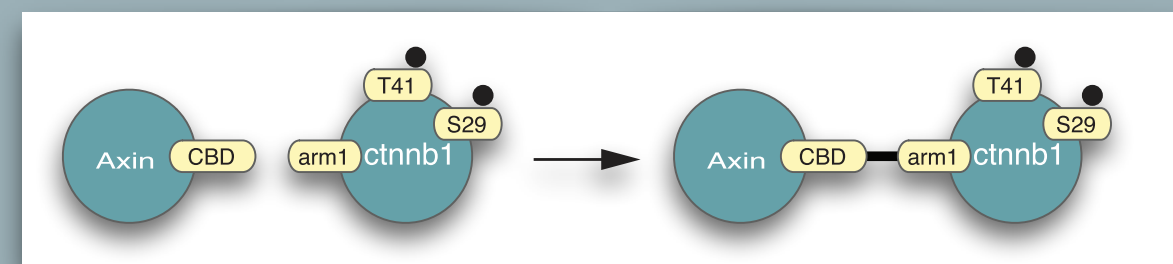 T41
S29
Axin
CBD
arm1
ctnnb1
T41
S29
Axin
CBD
arm1
ctnnb1